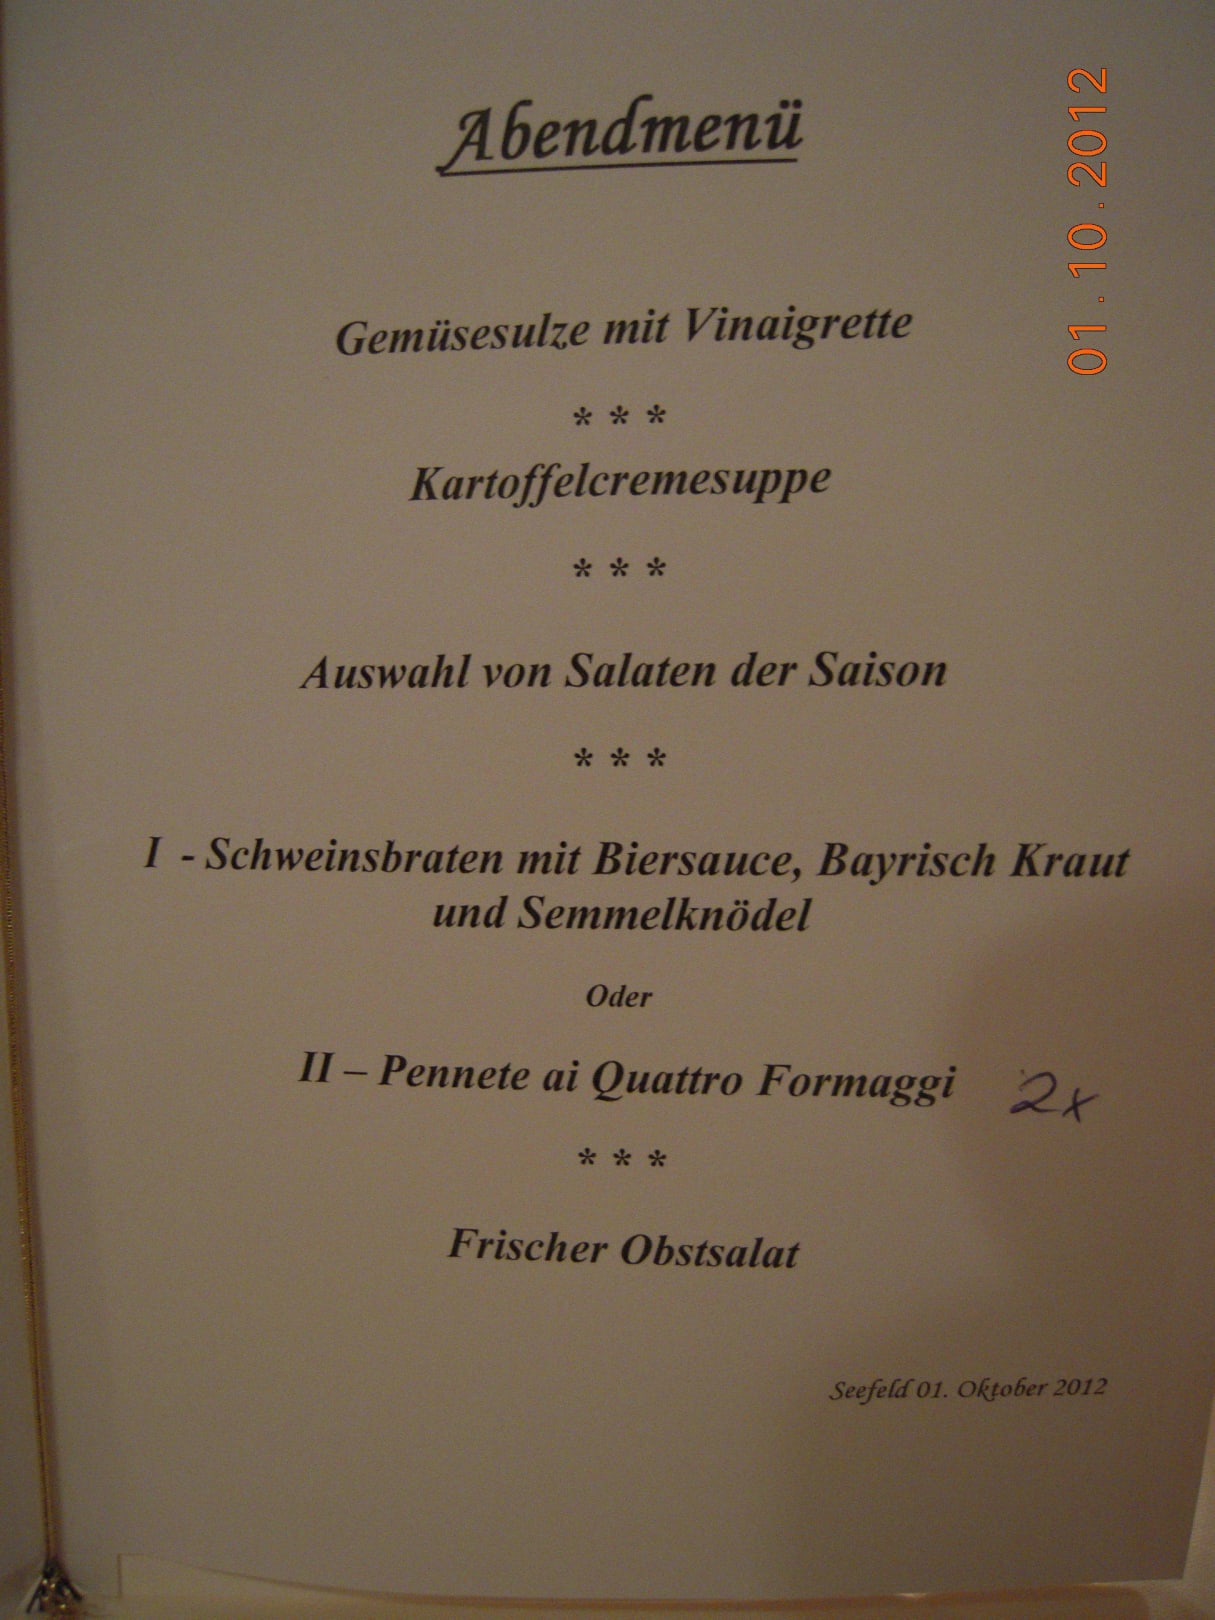 Abendmenü
01.10.2012
Gemüsesulze mit Vinaigrette
* * *
Kartoffelcremesuppe
* * *
Auswahl von Salaten der Saison
* * *
I - Schweinsbraten mit Biersauce, Bayrisch Kraut
und Semmelknödel
Oder
II – Pennete ai Quattro Formaggi 2x
* * *
Frischer Obstsalat
Seefeld 01. Oktober 2012